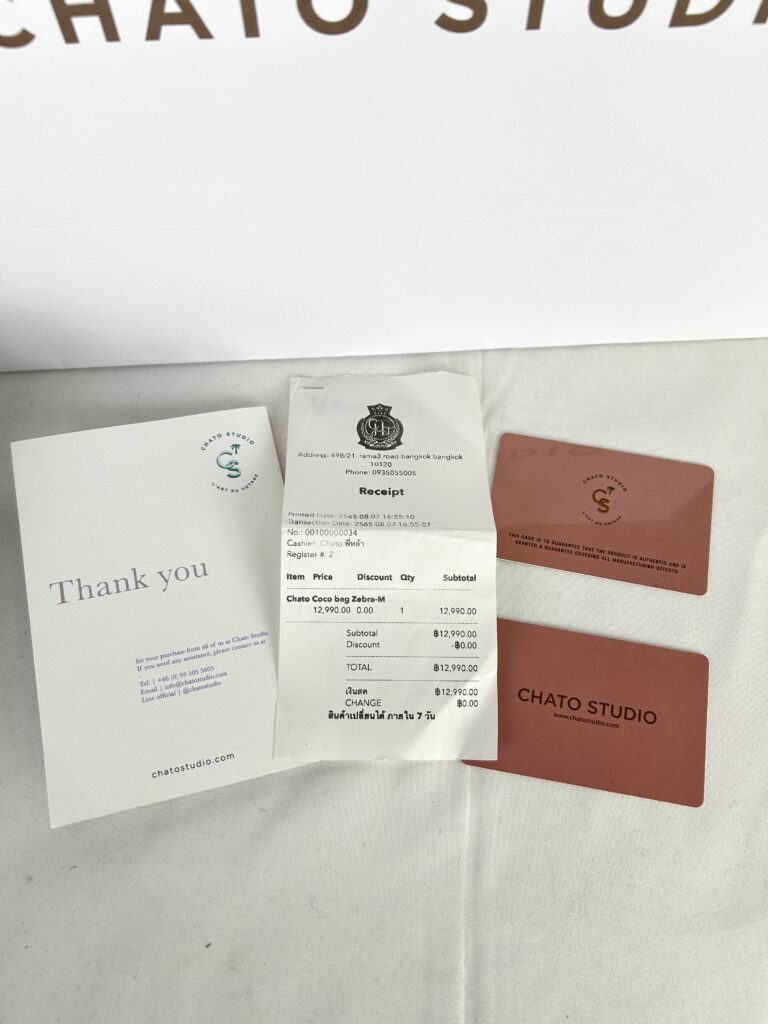 CHATO STUDI
CHATO STUDIO
CS
L'ART DU VOYAGE
Thank you
for your purchase from all of us at Chato Studio
If you need any assistance, please contact us at
Tel | +66 (0) 93 505 5005
Email | info@chatostudio.com
Line official | @chatostudio
chatostudio.com
Address: 498/21 rama3 road bangkok bangkok
10120
Phone: 0935055005
Receipt
Printed Date: 2565.08.07 16:55:10
Transaction Date: 2565.08.07 16:55:07
No.: 00100000034
Cashier: Chato พี่หล้า
Register #: 2
Item Price Discount Qty Subtotal
Chato Coco bag Zebra-M
12,990.00 0.00 1 12,990.00
Subtotal ฿12,990.00
Discount -฿0.00
TOTAL ฿12,990.00
เงินสด ฿12,990.00
CHANGE ฿0.00
สินค้าเปลี่ยนได้ ภายใน 7 วัน
CHATO STUDIO
CS
L'ART DU VOYAGE
THIS CARD IS TO GUARANTEE THAT THE PRODUCT IS AUTHENTIC AND IS
GRANTED A GUARANTEE COVERING ALL MANUFACTURING DEFECTS
CHATO STUDIO
www.chatostudio.com